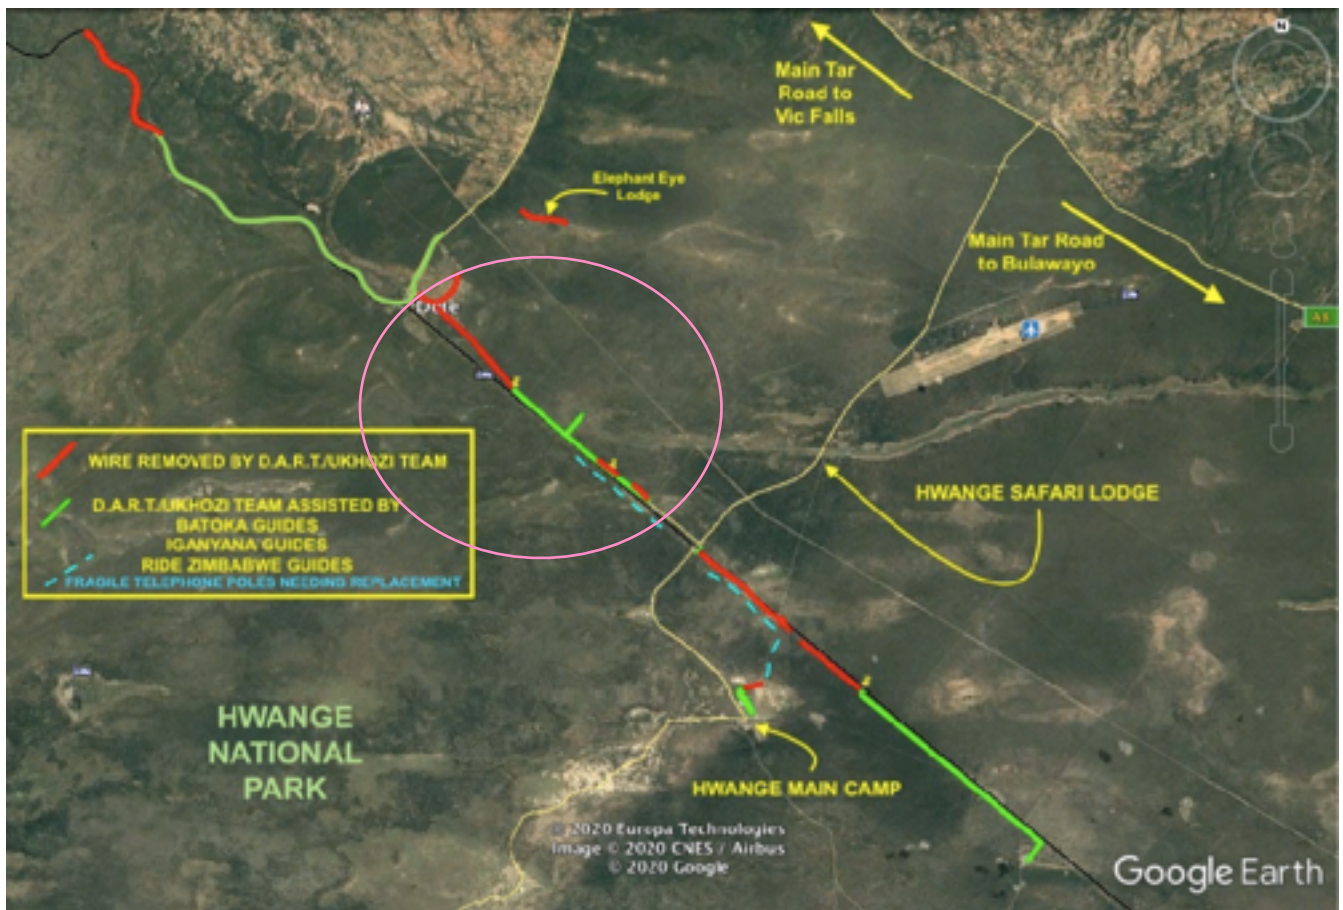 N
Main Tar
Road to
Vic Falls
Elephant Eye
Lodge
Main Tar Road
to Bulawayo
A8
Dete
WIRE REMOVED BY D.A.R.T./UKHOZI TEAM
D.A.R.T./UKHOZI TEAM ASSISTED BY
BATOKA GUIDES
IGANYANA GUIDES
RIDE ZIMBABWE GUIDES
FRAGILE TELEPHONE POLES NEEDING REPLACEMENT
HWANGE SAFARI LODGE
HWANGE
NATIONAL
PARK
HWANGE MAIN CAMP
© 2020 Europa Technologies
Image © 2020 CNES / Airbus
© 2020 Google
Google Earth